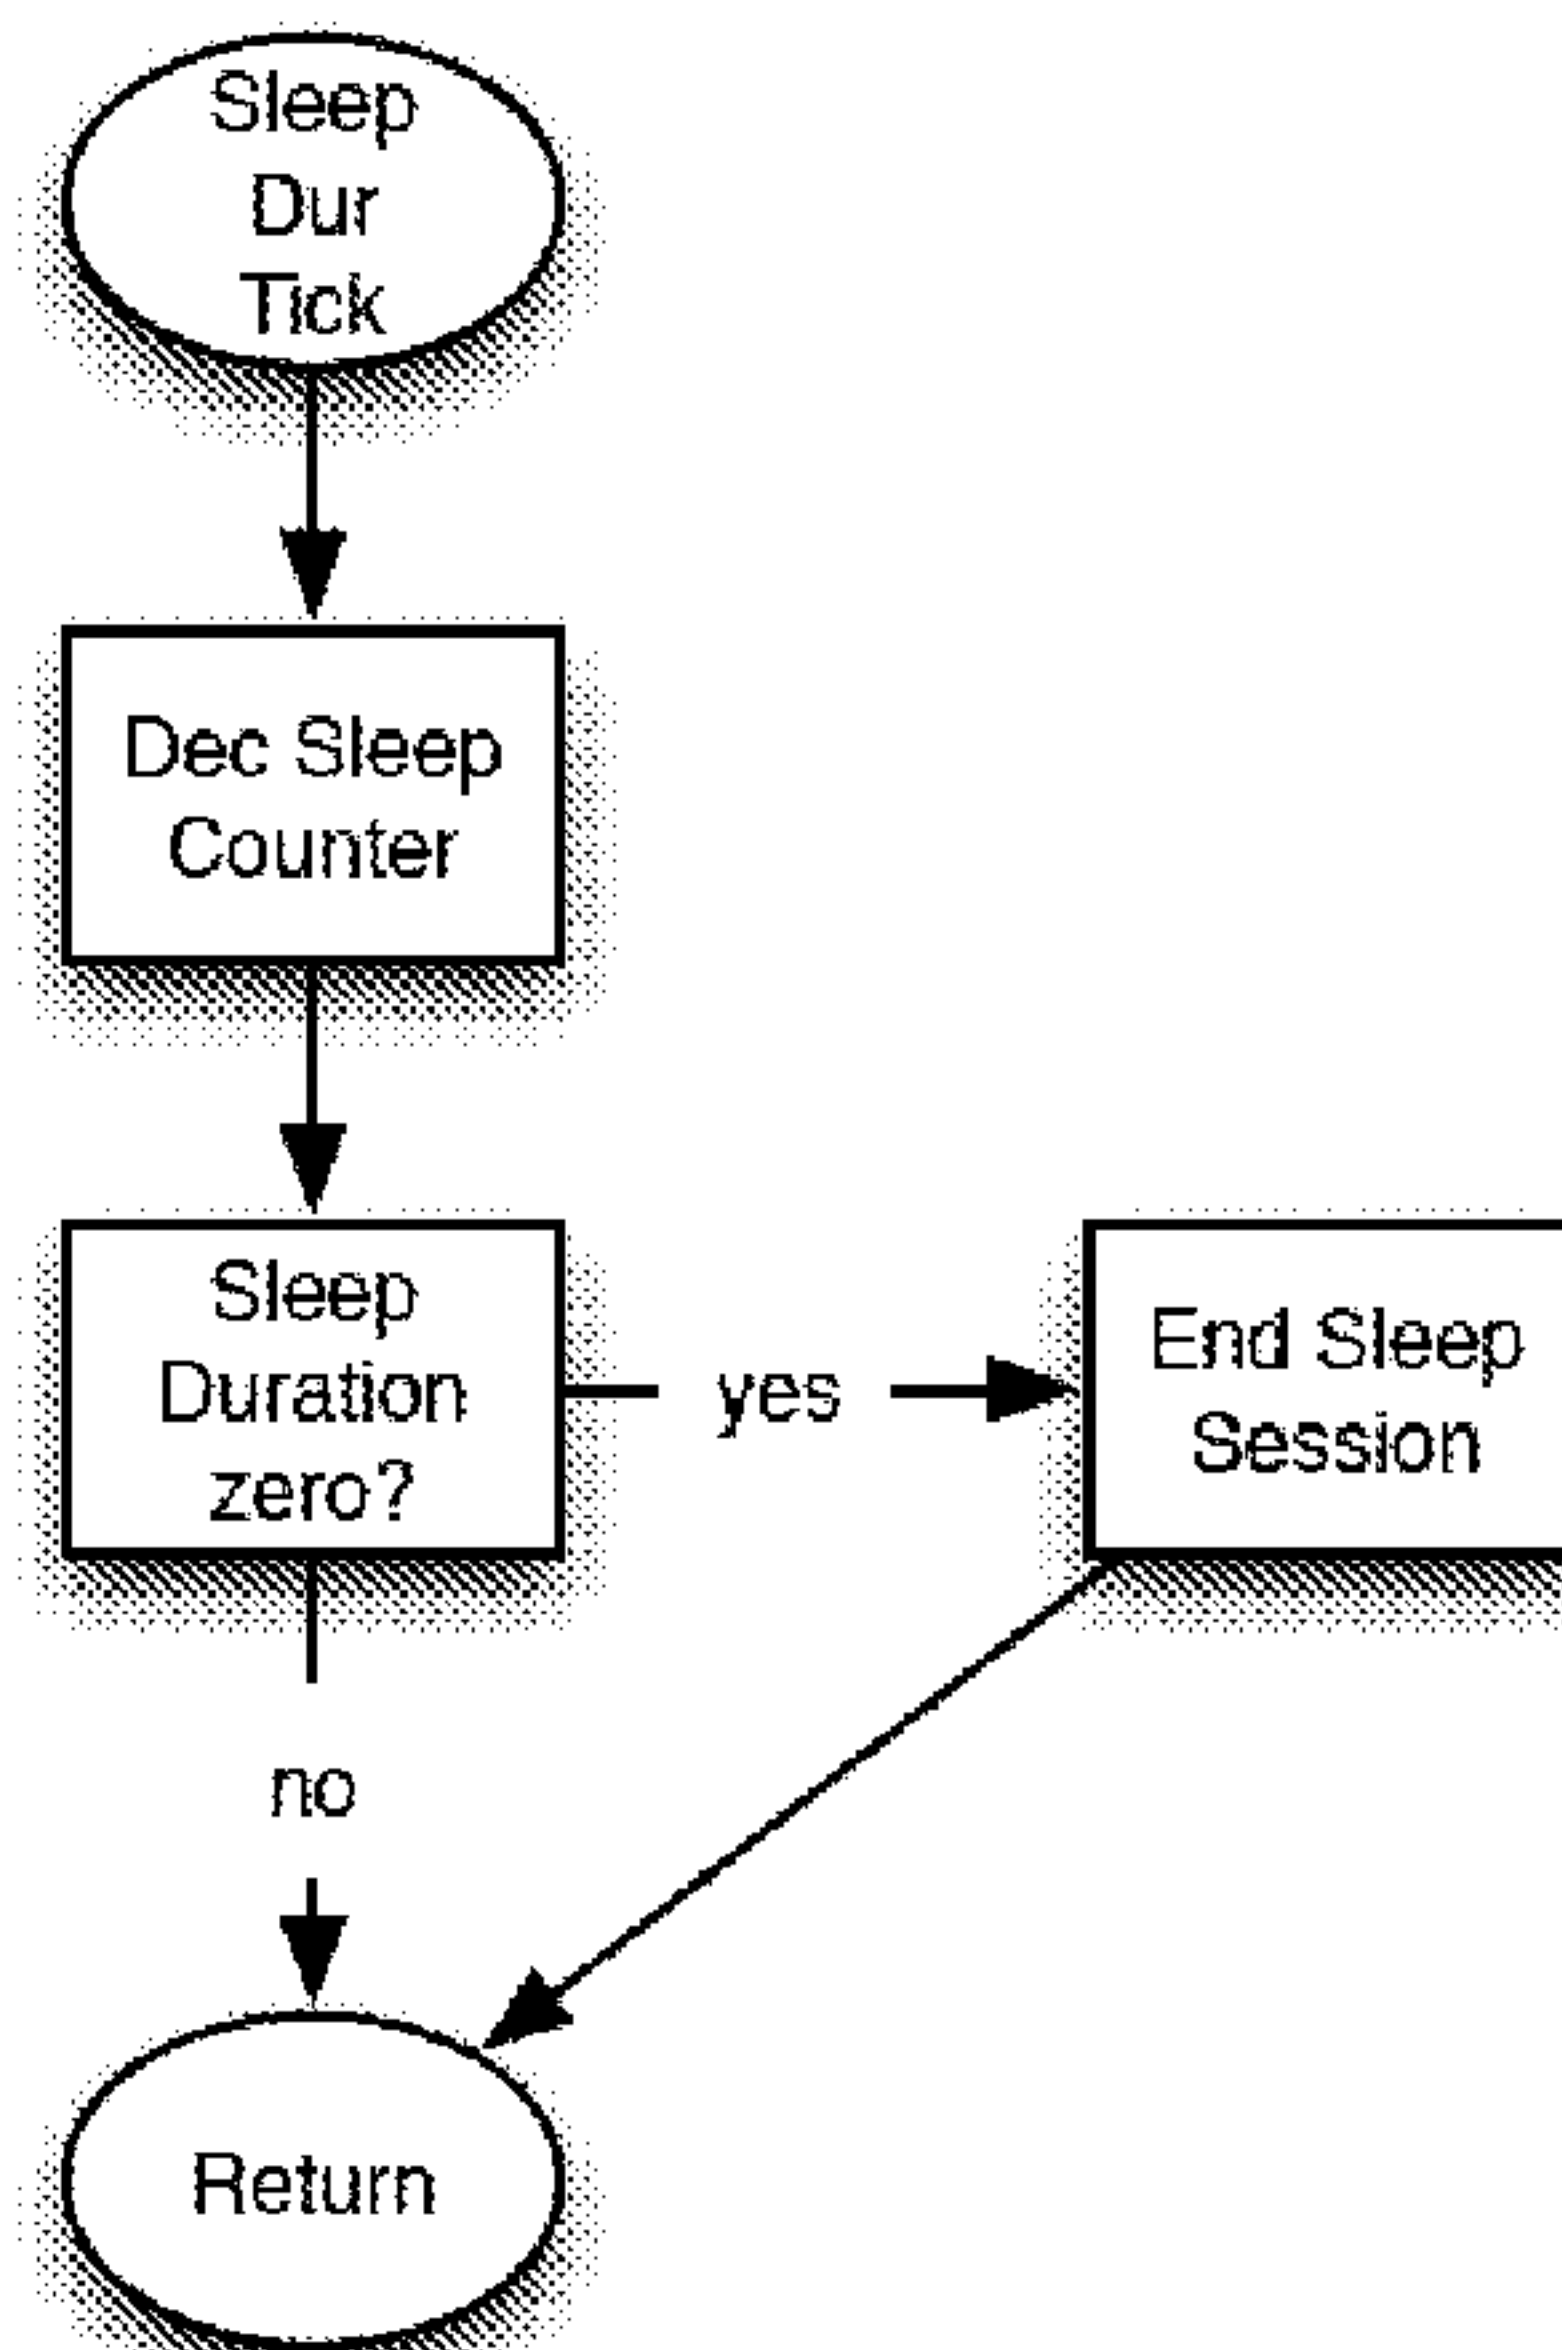 Sleep
Dur
Tick
Dec Sleep
Counter
Sleep
Duration
zero?
yes
End Sleep
Session
no
Return